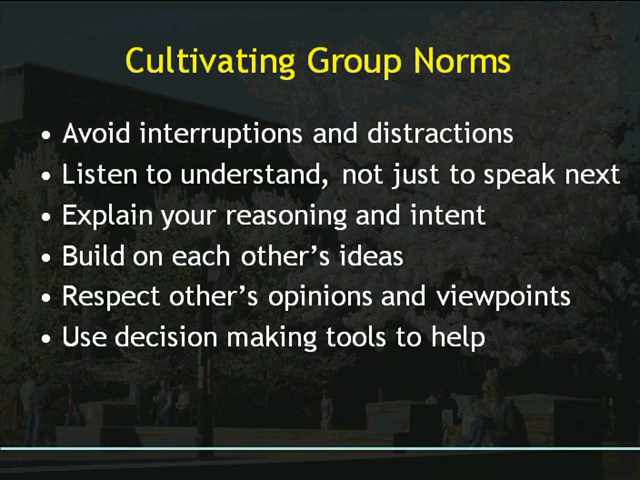 Cultivating Group Norms
• Avoid interruptions and distractions
• Listen to understand, not just to speak next
• Explain your reasoning and intent
• Build on each other’s ideas
• Respect other’s opinions and viewpoints
• Use decision making tools to help